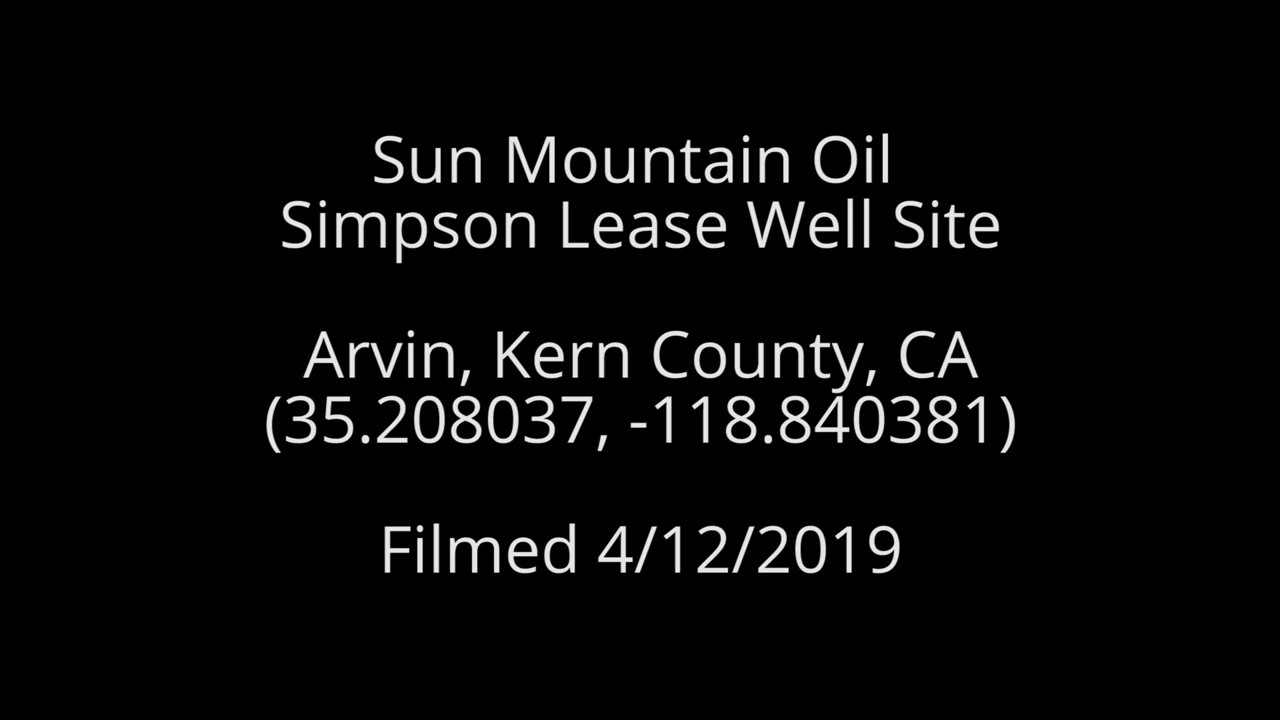 Sun Mountain Oil
Simpson Lease Well Site
Arvin, Kern County, CA
(35.208037, -118.840381)
Filmed 4/12/2019